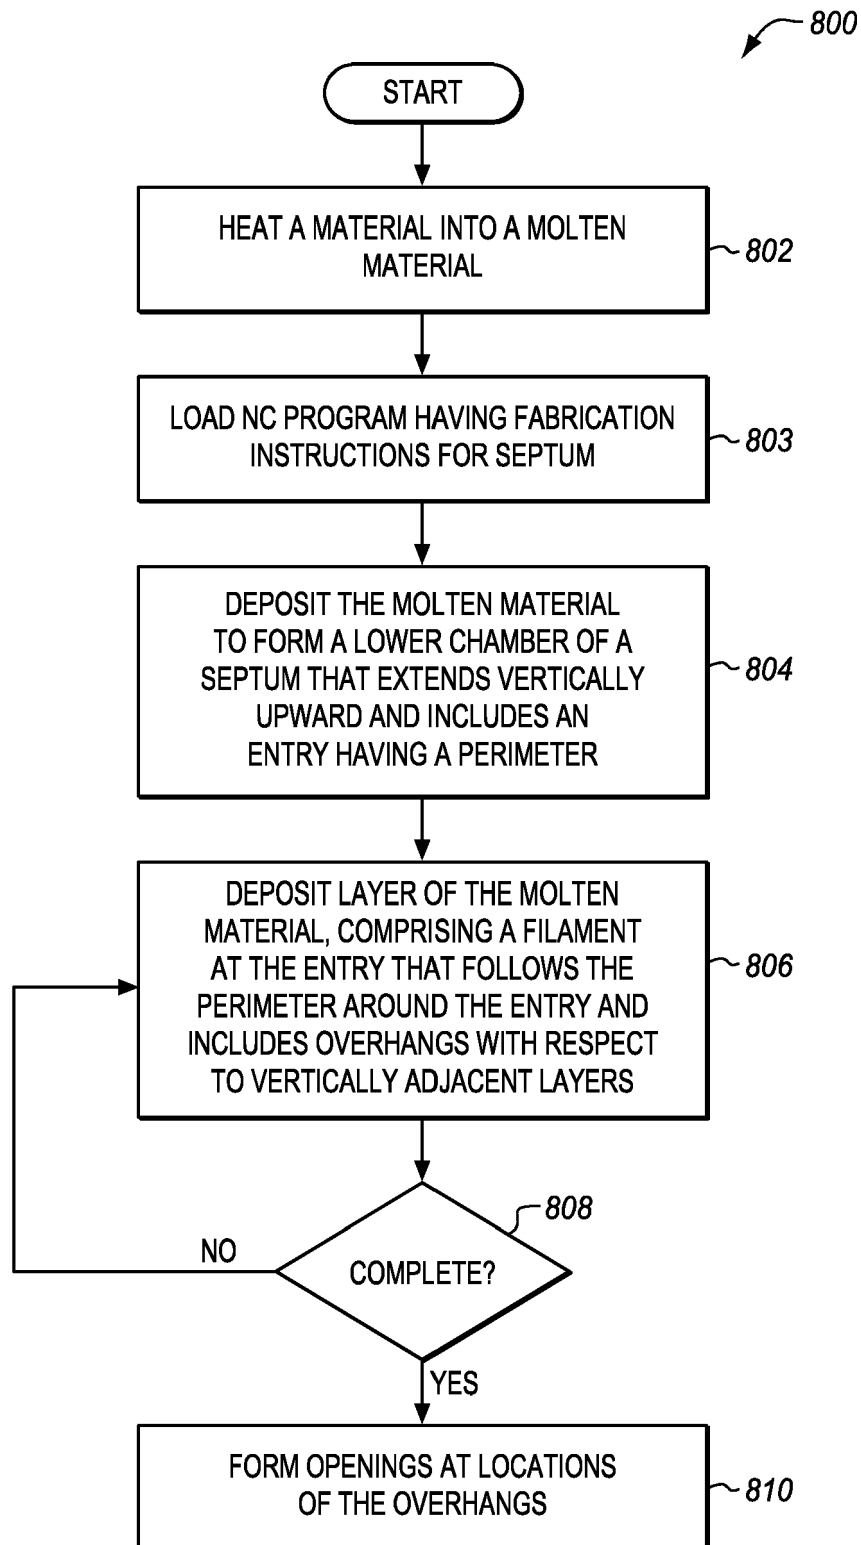 800
START
HEAT A MATERIAL INTO A MOLTEN
MATERIAL
802
LOAD NC PROGRAM HAVING FABRICATION
INSTRUCTIONS FOR SEPTUM
803
DEPOSIT THE MOLTEN MATERIAL
TO FORM A LOWER CHAMBER OF A
SEPTUM THAT EXTENDS VERTICALLY
UPWARD AND INCLUDES AN
ENTRY HAVING A PERIMETER
804
DEPOSIT LAYER OF THE MOLTEN
MATERIAL, COMPRISING A FILAMENT
AT THE ENTRY THAT FOLLOWS THE
PERIMETER AROUND THE ENTRY AND
INCLUDES OVERHANGS WITH RESPECT
TO VERTICALLY ADJACENT LAYERS
806
808
NO
COMPLETE?
YES
FORM OPENINGS AT LOCATIONS
OF THE OVERHANGS
810